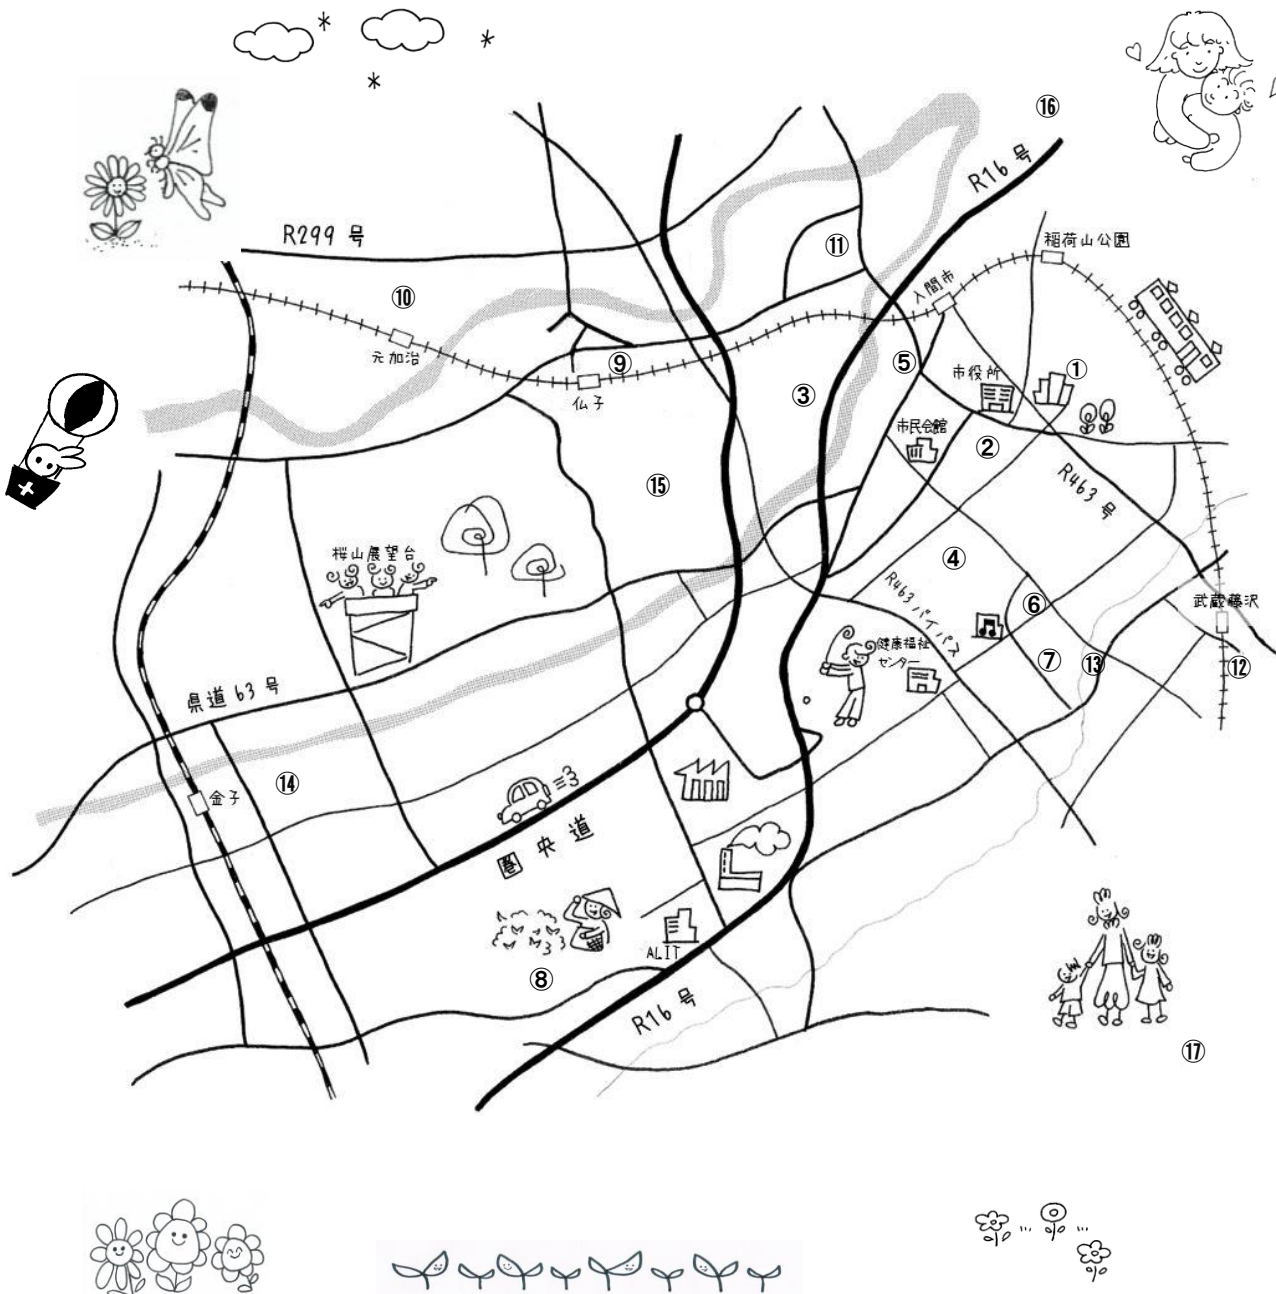 ⑯
R16号
R299 号
⑪
稲荷山公園
⑩
入間市
元加治
⑨
⑤
①
市役所
仏子
③
市民会館
②
R463号
⑮
桜山展望台
④
R463バイパス
⑥
武蔵藤沢
健康福祉
センター
⑦
⑬
⑫
県道63号
⑭
金子
圏央道
ALIT
⑧
R16号
⑰